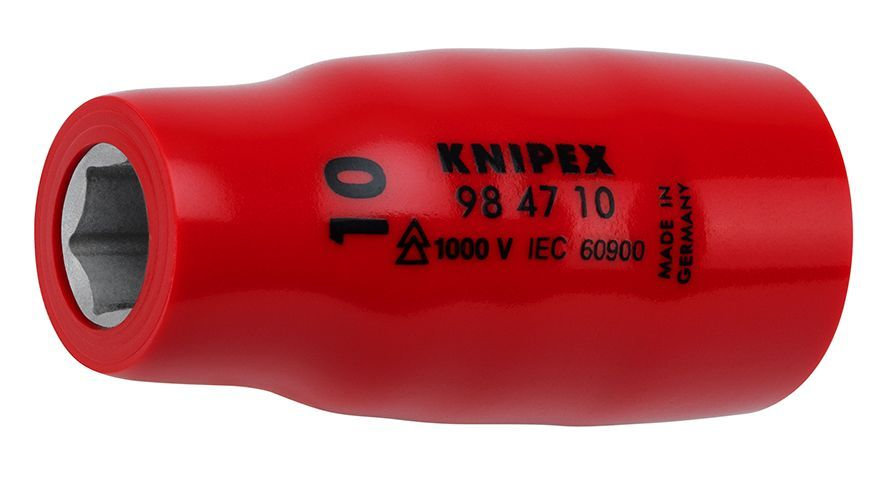 10
KNIPEX
98 47 10
1000 V IEC 60900
MADE IN
GERMANY